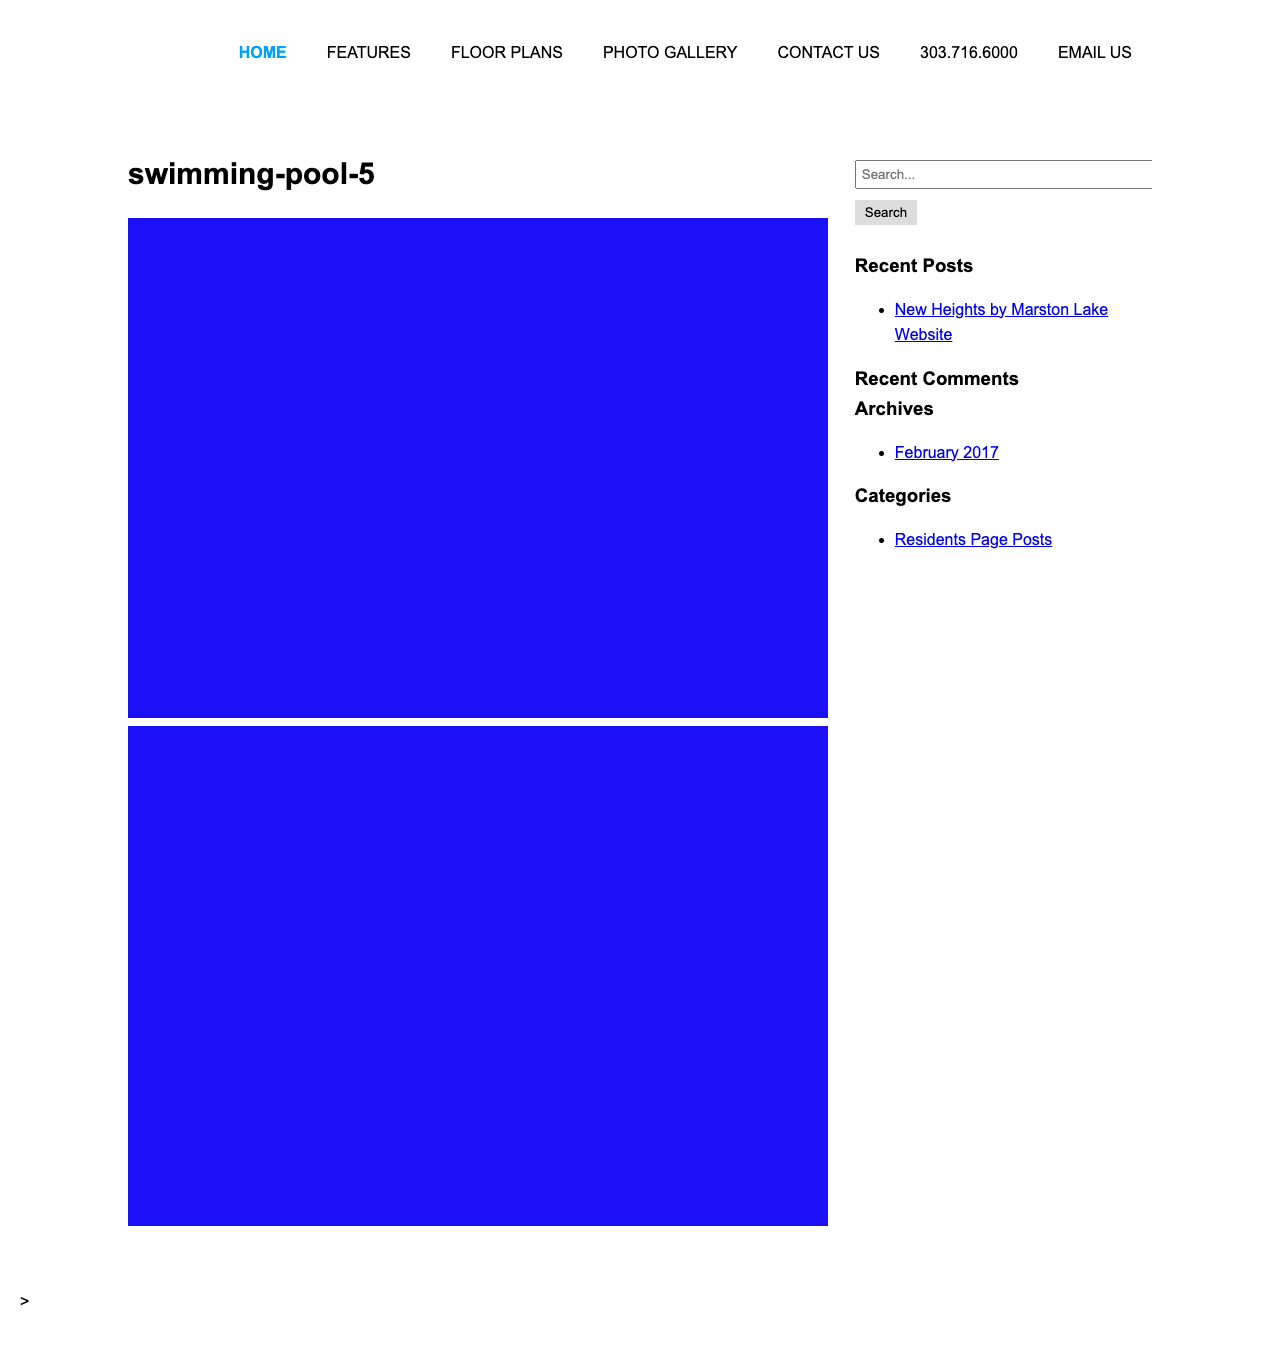 HOME FEATURES FLOOR PLANS PHOTO GALLERY CONTACT US 303.716.6000 EMAIL US
swimming-pool-5
Search...
Search
Recent Posts
New Heights by Marston Lake
Website
Recent Comments
Archives
February 2017
Categories
Residents Page Posts
>